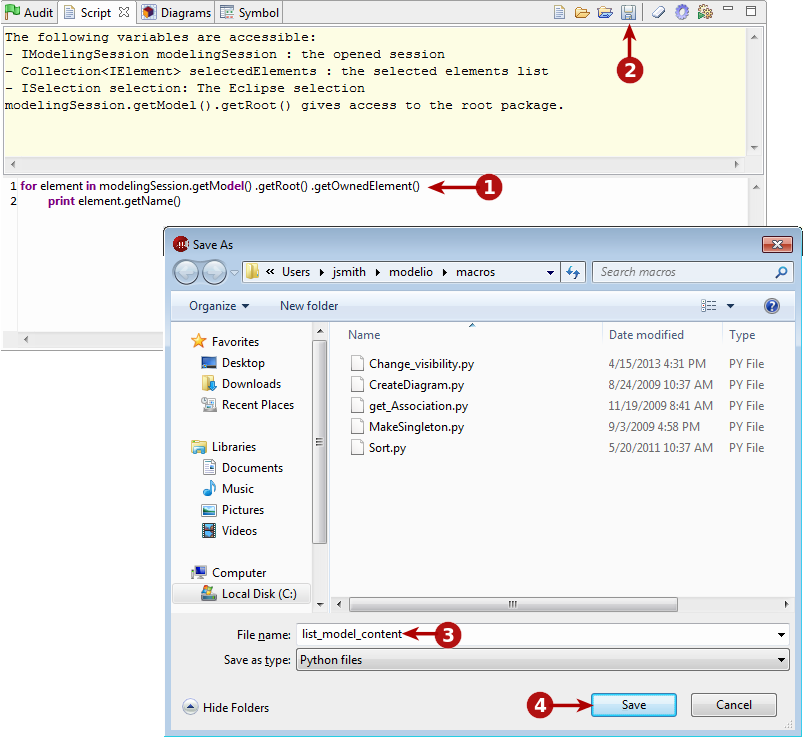 Audit Script Diagrams Symbol
The following variables are accessible:
- IModelingSession modelingSession : the opened session
- Collection<IElement> selectedElements : the selected elements list
- ISelection selection: The Eclipse selection
modelingSession.getModel().getRoot() gives access to the root package.
2
1 for element in modelingSession.getModel() .getRoot() .getOwnedElement()
1
2 print element.getName()
Save As
« Users modelio jsmith macros
Search macros
Organize New folder
?
Favorites
Desktop
Downloads
Recent Places
Libraries
Documents
Music
Pictures
Videos
Computer
Local Disk (C:)
Name Date modified Type
Change_visibility.py 4/15/2013 4:31 PM PY File
CreateDiagram.py 8/24/2009 10:37 AM PY File
get_Association.py 11/19/2009 8:41 AM PY File
MakeSingleton.py 9/3/2009 4:58 PM PY File
Sort.py 5/20/2011 10:37 AM PY File
File name: list_model_content
3
Save as type: Python files
Hide Folders
4
Save Cancel